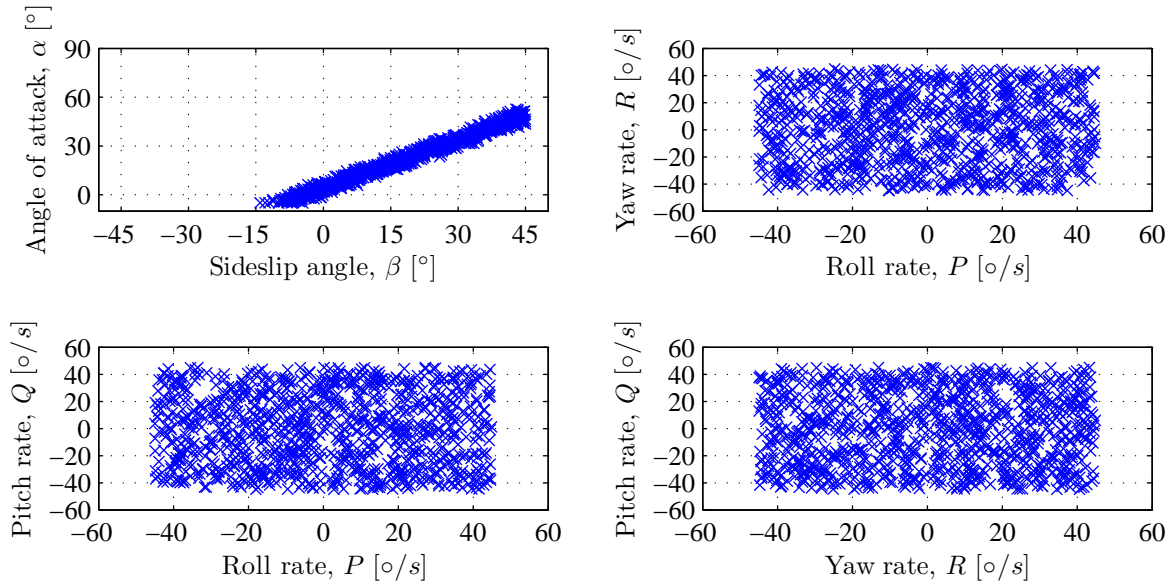 90
60
30
0
−45 −30 −15 0 15 30 45
Angle of attack, α [°]
Sideslip angle, β [°]
60
40
20
0
−20
−40
−60
−60 −40 −20 0 20 40 60
Yaw rate, R [∘/s]
Roll rate, P [∘/s]
60
40
20
0
−20
−40
−60
−60 −40 −20 0 20 40 60
Pitch rate, Q [∘/s]
Roll rate, P [∘/s]
60
40
20
0
−20
−40
−60
−60 −40 −20 0 20 40 60
Pitch rate, Q [∘/s]
Yaw rate, R [∘/s]